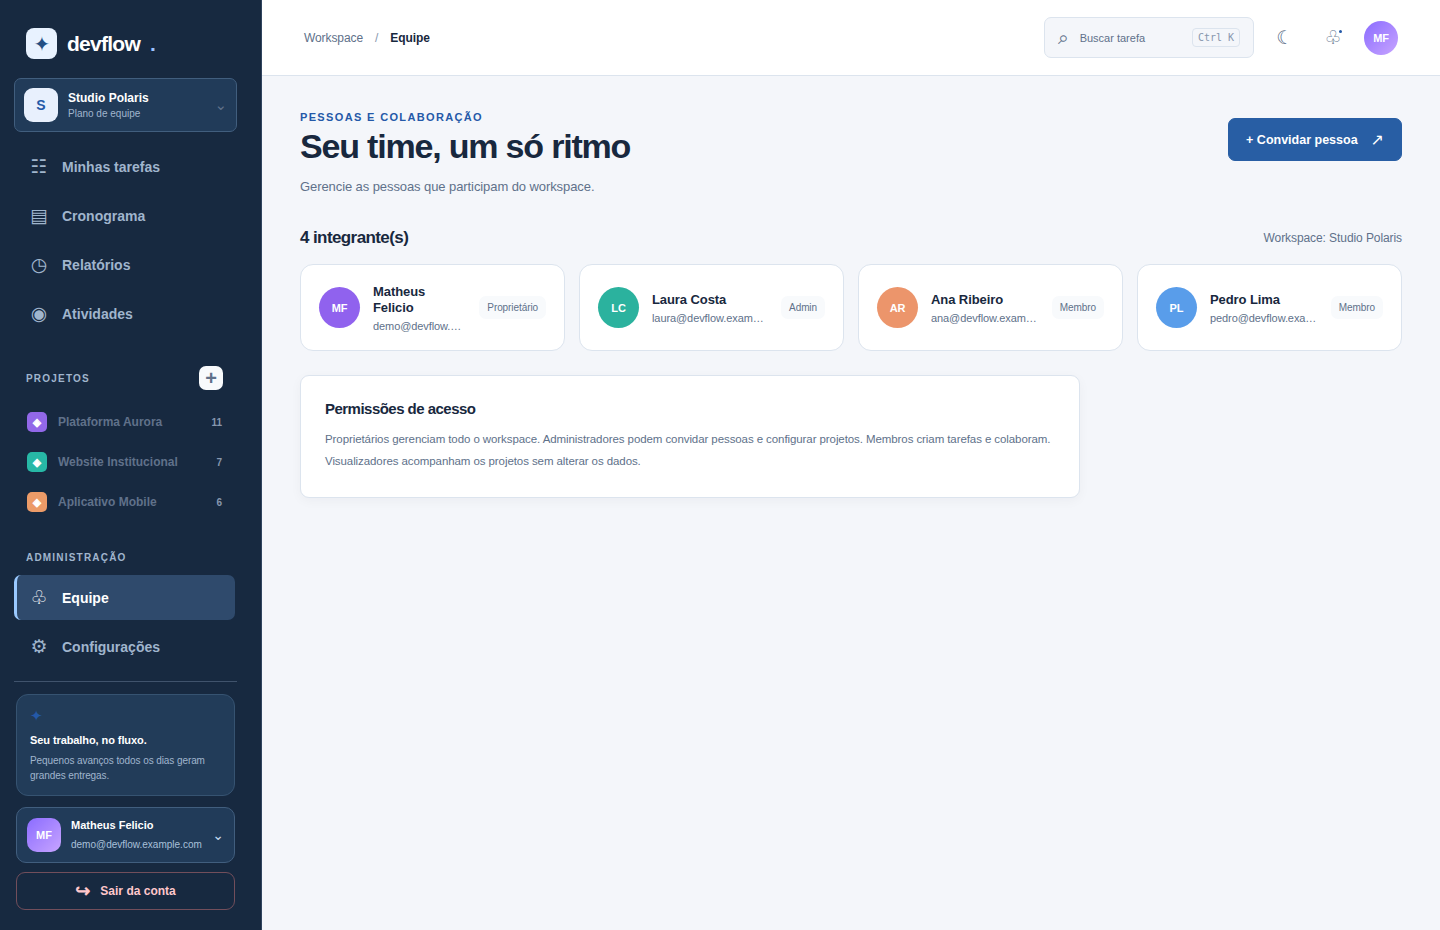 devflow .
S
Studio Polaris
Plano de equipe
Minhas tarefas
Cronograma
Relatórios
Atividades
PROJETOS
+
Plataforma Aurora
11
Website Institucional
7
Aplicativo Mobile
6
ADMINISTRAÇÃO
Equipe
Configurações
Seu trabalho, no fluxo.
Pequenos avanços todos os dias geram
grandes entregas.
MF
Matheus Felicio
demo@devflow.example.com
Sair da conta
Workspace / Equipe
Buscar tarefa
Ctrl K
MF
PESSOAS E COLABORAÇÃO
Seu time, um só ritmo
Gerencie as pessoas que participam do workspace.
+ Convidar pessoa ↗
4 integrante(s)
Workspace: Studio Polaris
MF
Matheus
Felicio
demo@devflow.…
Proprietário
LC
Laura Costa
laura@devflow.exam…
Admin
AR
Ana Ribeiro
ana@devflow.exam…
Membro
PL
Pedro Lima
pedro@devflow.exa…
Membro
Permissões de acesso
Proprietários gerenciam todo o workspace. Administradores podem convidar pessoas e configurar projetos. Membros criam tarefas e colaboram.
Visualizadores acompanham os projetos sem alterar os dados.